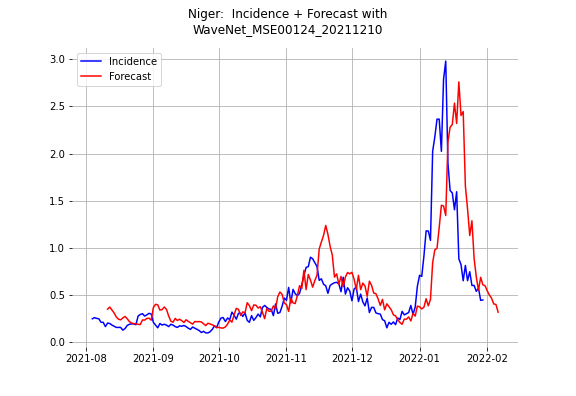 Niger:  Incidence + Forecast with
WaveNet_MSE00124_20211210
Incidence
Forecast
3.0
2.5
2.0
1.5
1.0
0.5
0.0
2021-08 2021-09 2021-10 2021-11 2021-12 2022-01 2022-02